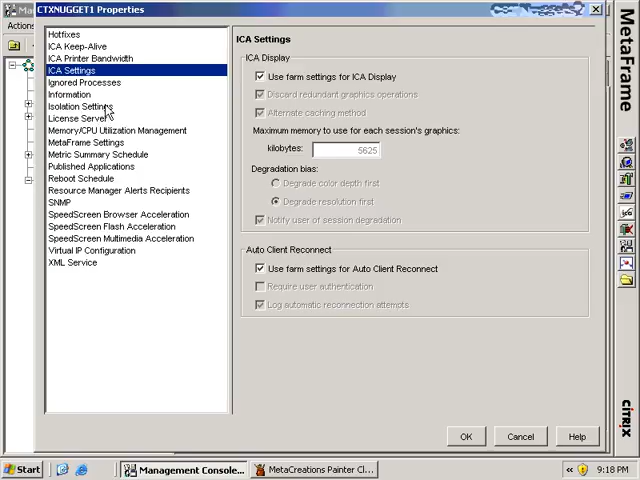 CTXNUGGET1 Properties
Actions
Hotfixes
ICA Keep-Alive
ICA Printer Bandwidth
ICA Settings
Ignored Processes
Information
Isolation Settings
License Server
Memory/CPU Utilization Management
MetaFrame Settings
Metric Summary Schedule
Published Applications
Reboot Schedule
Resource Manager Alerts Recipients
SNMP
SpeedScreen Browser Acceleration
SpeedScreen Flash Acceleration
SpeedScreen Multimedia Acceleration
Virtual IP Configuration
XML Service
ICA Settings
ICA Display
Use farm settings for ICA Display
Discard redundant graphics operations
Alternate caching method
Maximum memory to use for each session's graphics:
kilobytes: 5625
Degradation bias:
Degrade color depth first
Degrade resolution first
Notify user of session degradation
Auto Client Reconnect
Use farm settings for Auto Client Reconnect
Require user authentication
Log automatic reconnection attempts
OK Cancel Help
MetaFrame
CITRIX
Start Management Console... MetaCreations Painter Cl... « 9:18 PM